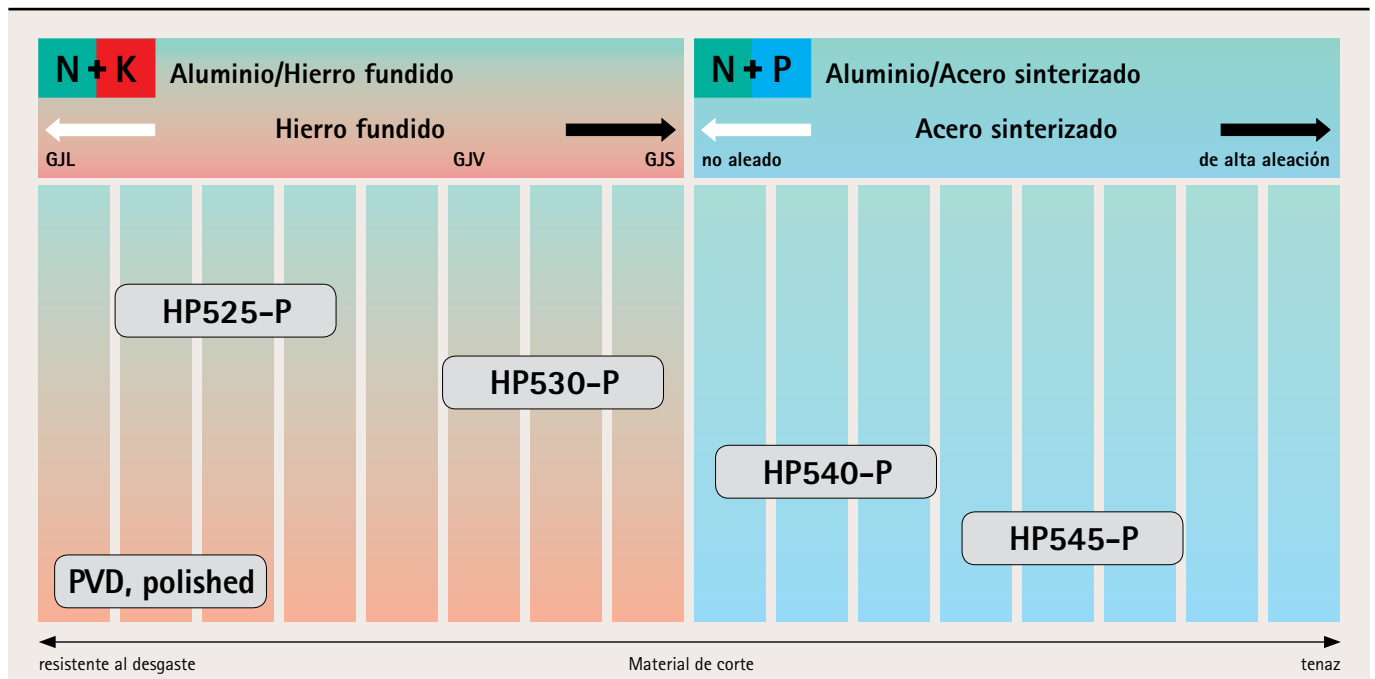 N + K Aluminio/Hierro fundido
Hierro fundido
GJL GJV GJS
N + P Aluminio/Acero sinterizado
Acero sinterizado
no aleado de alta aleación
HP525-P
HP530-P
HP540-P
HP545-P
PVD, polished
resistente al desgaste Material de corte tenaz